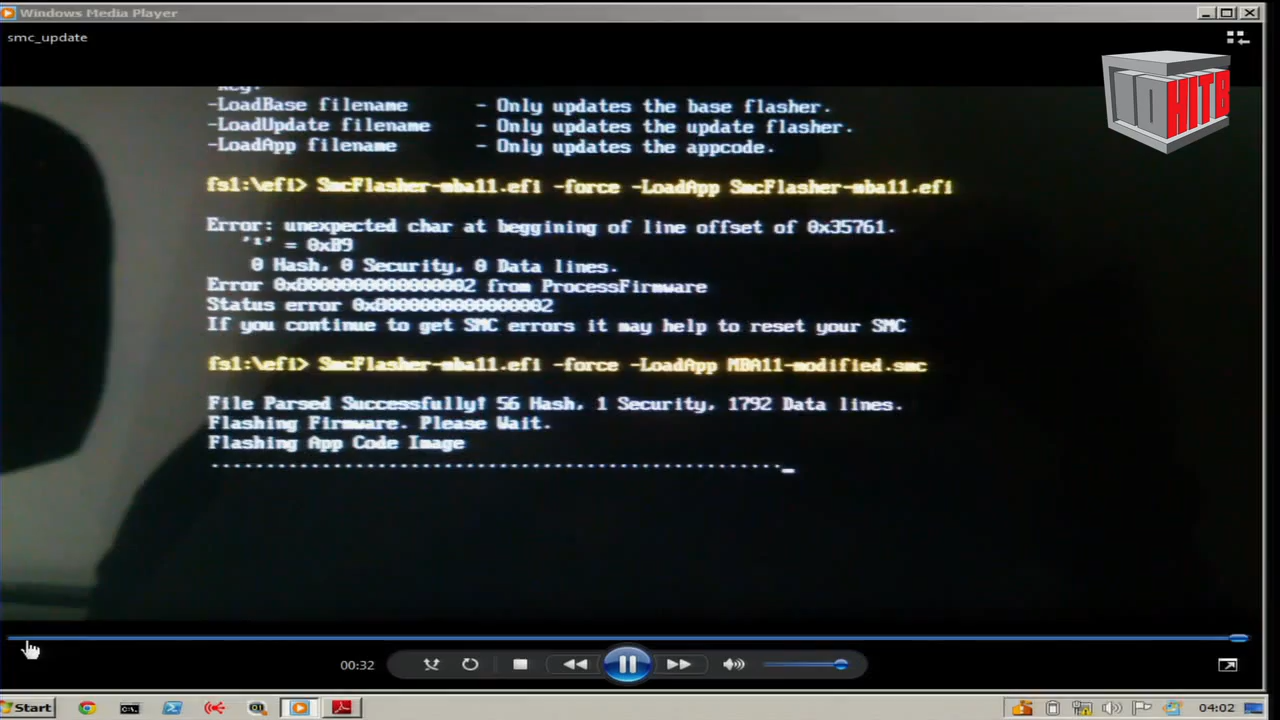 Windows Media Player
smc_update
key.
-LoadBase filename - Only updates the base flasher.
-LoadUpdate filename - Only updates the update flasher.
-LoadApp filename - Only updates the appcode.
fs1:\efi> SmcFlasher-mba11.efi -force -LoadApp SmcFlasher-mba11.efi
Error: unexpected char at beggining of line offset of 0x35761.
'¹' = 0xB9
0 Hash, 0 Security, 0 Data lines.
Error 0x8000000000000002 from ProcessFirmware
Status error 0x8000000000000002
If you continue to get SMC errors it may help to reset your SMC
fs1:\efi> SmcFlasher-mba11.efi -force -LoadApp MBA11-modified.smc
File Parsed Successfully! 56 Hash, 1 Security, 1792 Data lines.
Flashing Firmware. Please Wait.
Flashing App Code Image
HITB
00:32
Start
04:02